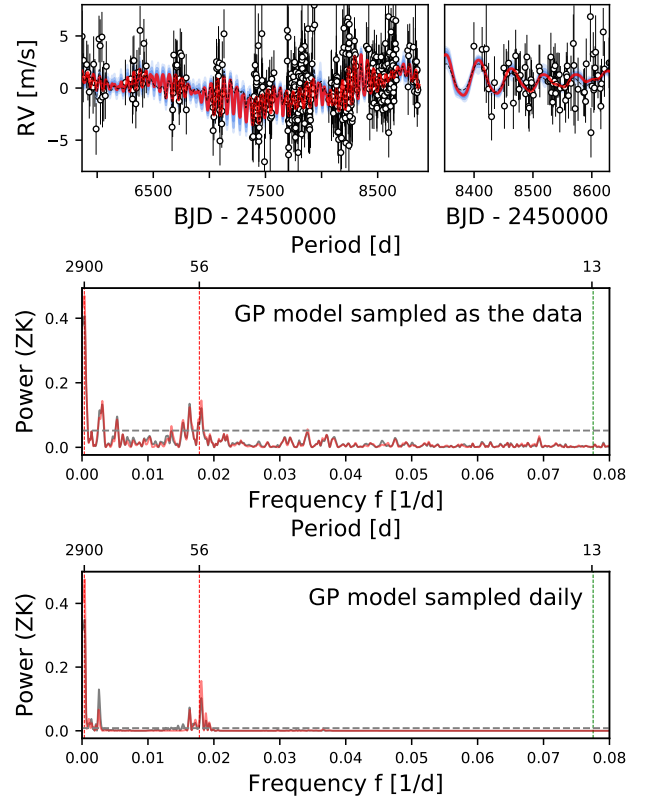 RV [m/s]
5
0
−5
6500 7500 8500
8400 8500 8600
BJD - 2450000 BJD - 2450000
Period [d]
2900 56 13
GP model sampled as the data
Power (ZK)
0.4
0.2
0.0
0.00 0.01 0.02 0.03 0.04 0.05 0.06 0.07 0.08
Frequency f [1/d]
Period [d]
2900 56 13
GP model sampled daily
Power (ZK)
0.4
0.2
0.0
0.00 0.01 0.02 0.03 0.04 0.05 0.06 0.07 0.08
Frequency f [1/d]